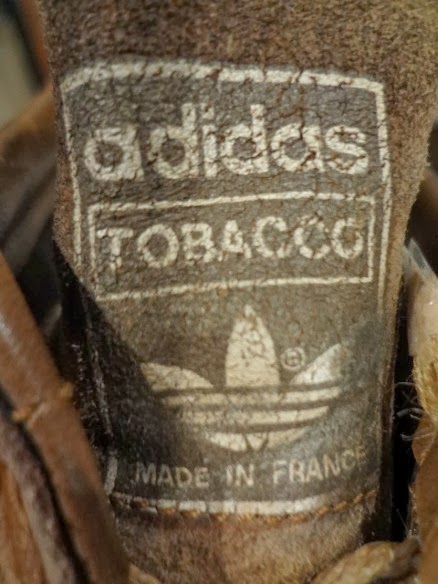 adidas
TOBACCO
®
MADE IN FRANCE